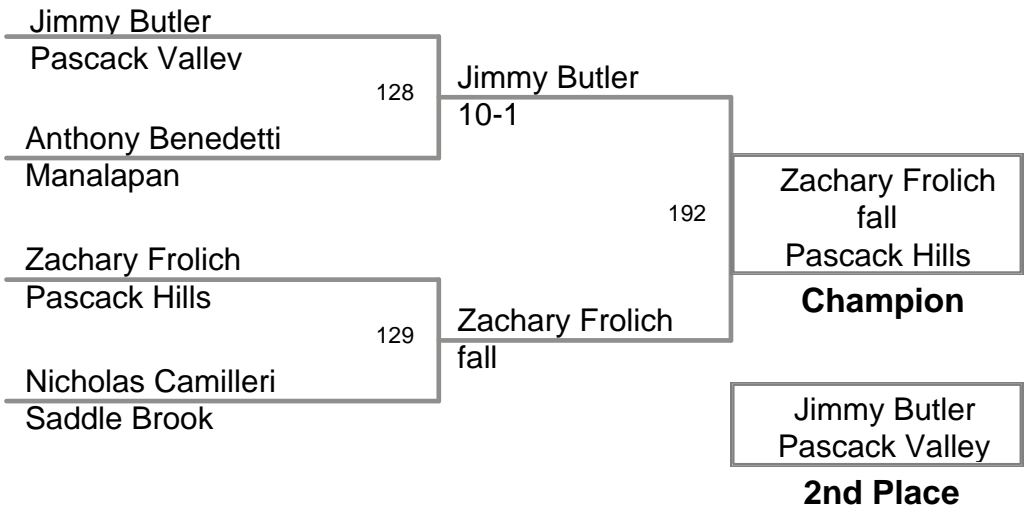 Jimmy Butler
Pascack Valley
128
Jimmy Butler
10-1
Anthony Benedetti
Manalapan
192
Zachary Frolich
fall
Pascack Hills
Champion
Zachary Frolich
Pascack Hills
129
Zachary Frolich
fall
Nicholas Camilleri
Saddle Brook
Jimmy Butler
Pascack Valley
2nd Place